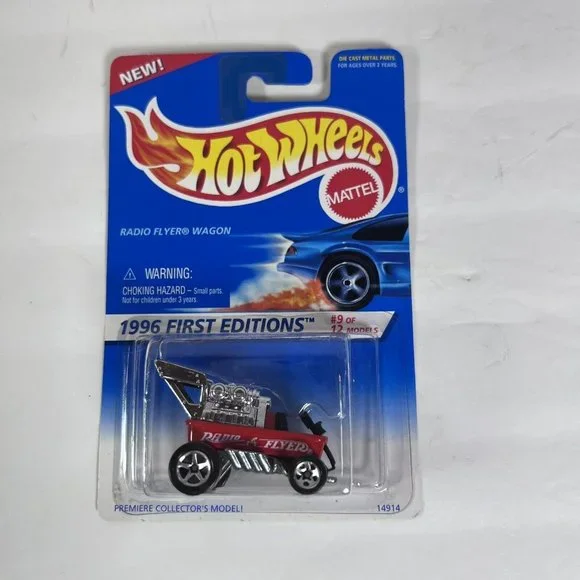 NEW!
DIE CAST METAL PARTS
FOR AGES OVER 3 YEARS
HOT WHEELS
MATTEL
®
RADIO FLYER® WAGON
⚠ WARNING:
CHOKING HAZARD – Small parts.
Not for children under 3 years.
1996 FIRST EDITIONS™
#9 OF
12 MODELS
RADIO FLYER
PREMIERE COLLECTOR'S MODEL!
14914